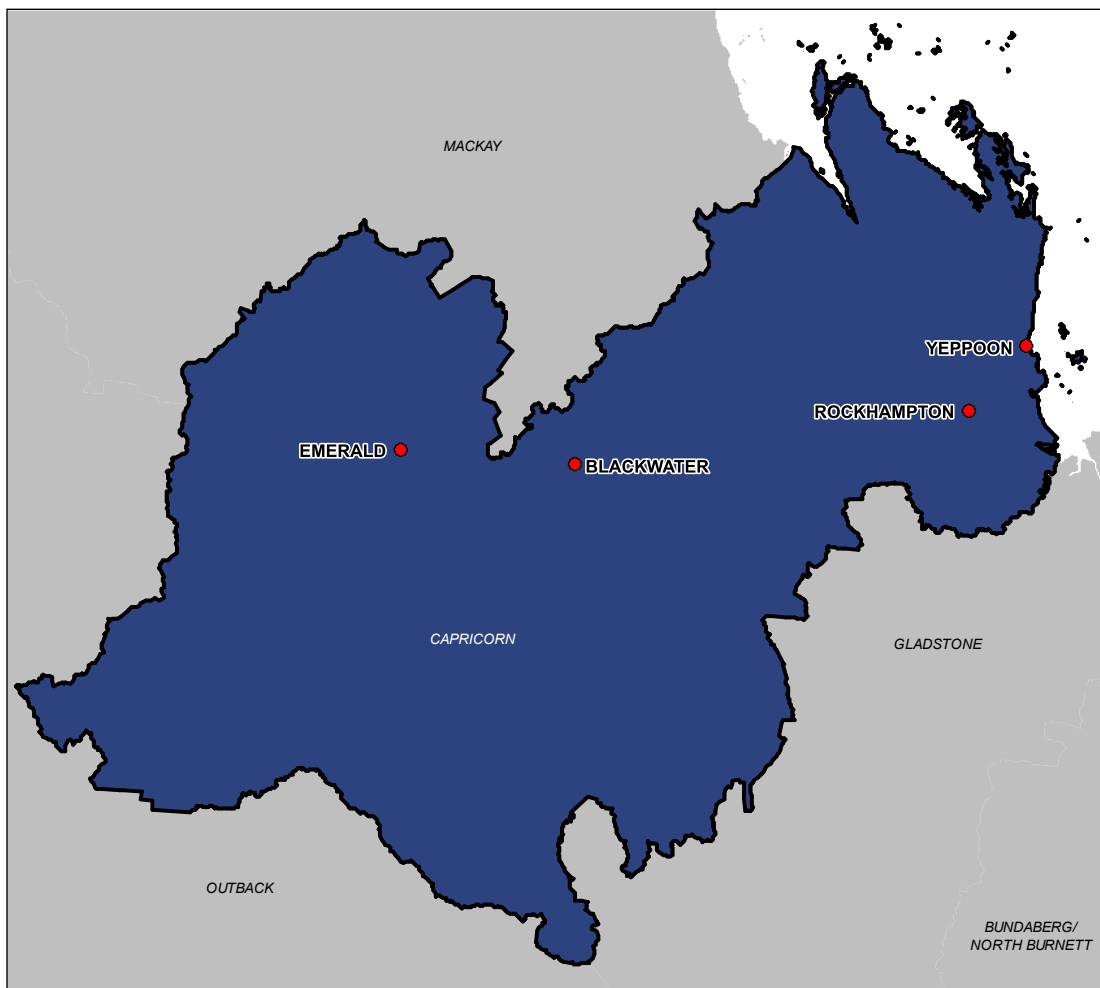 MACKAY
YEPPOON
ROCKHAMPTON
EMERALD
BLACKWATER
CAPRICORN
GLADSTONE
OUTBACK
BUNDABERG/
NORTH BURNETT